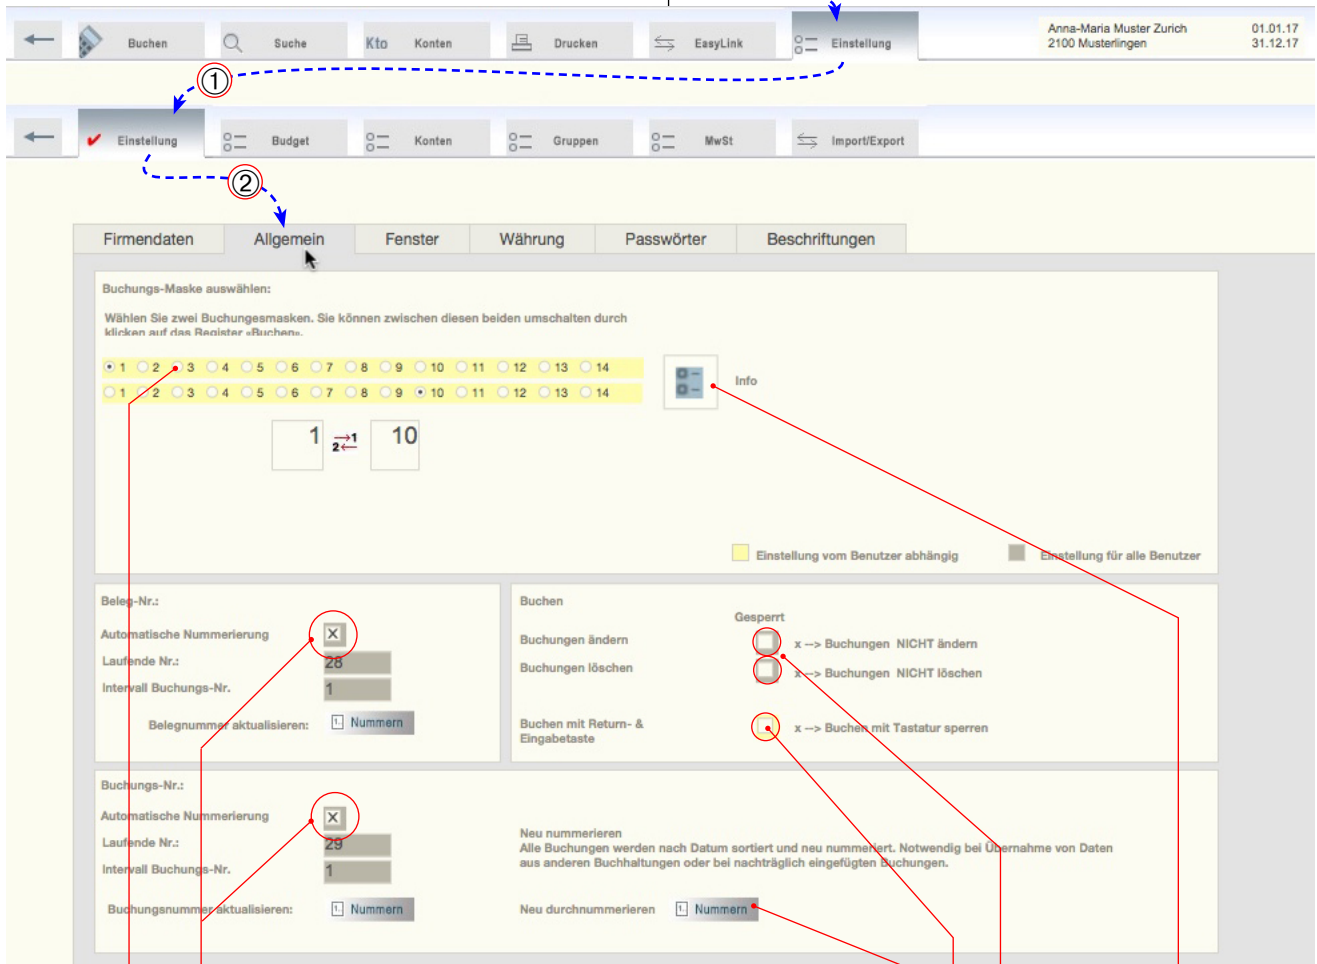 Buchen Suche Kto Konten Drucken EasyLink Einstellung
Anna-Maria Muster Zurich 01.01.17
2100 Musterlingen 31.12.17
1
Einstellung Budget Konten Gruppen MwSt Import/Export
2
Firmendaten Allgemein Fenster Währung Passwörter Beschriftungen
Buchungs-Maske auswählen:
Wählen Sie zwei Buchungesmasken. Sie können zwischen diesen beiden umschalten durch
klicken auf das Register «Buchen».
1 2 3 4 5 6 7 8 9 10 11 12 13 14
1 2 3 4 5 6 7 8 9 10 11 12 13 14
Info
1 →1 2← 10
Einstellung vom Benutzer abhängig Einstellung für alle Benutzer
Beleg-Nr.:
Automatische Nummerierung X
Laufende Nr.: 28
Intervall Buchungs-Nr. 1
Belegnummer aktualisieren: 1. Nummern
Buchen
Gesperrt
Buchungen ändern x --> Buchungen NICHT ändern
Buchungen löschen x --> Buchungen NICHT löschen
Buchen mit Return- &
Eingabetaste x --> Buchen mit Tastatur sperren
Buchungs-Nr.:
Automatische Nummerierung X
Laufende Nr.: 29
Intervall Buchungs-Nr. 1
Buchungsnummer aktualisieren: 1. Nummern
Neu nummerieren
Alle Buchungen werden nach Datum sortiert und neu nummeriert. Notwendig bei Übernahme von Daten
aus anderen Buchhaltungen oder bei nachträglich eingefügten Buchungen.
Neu durchnummerieren 1. Nummern